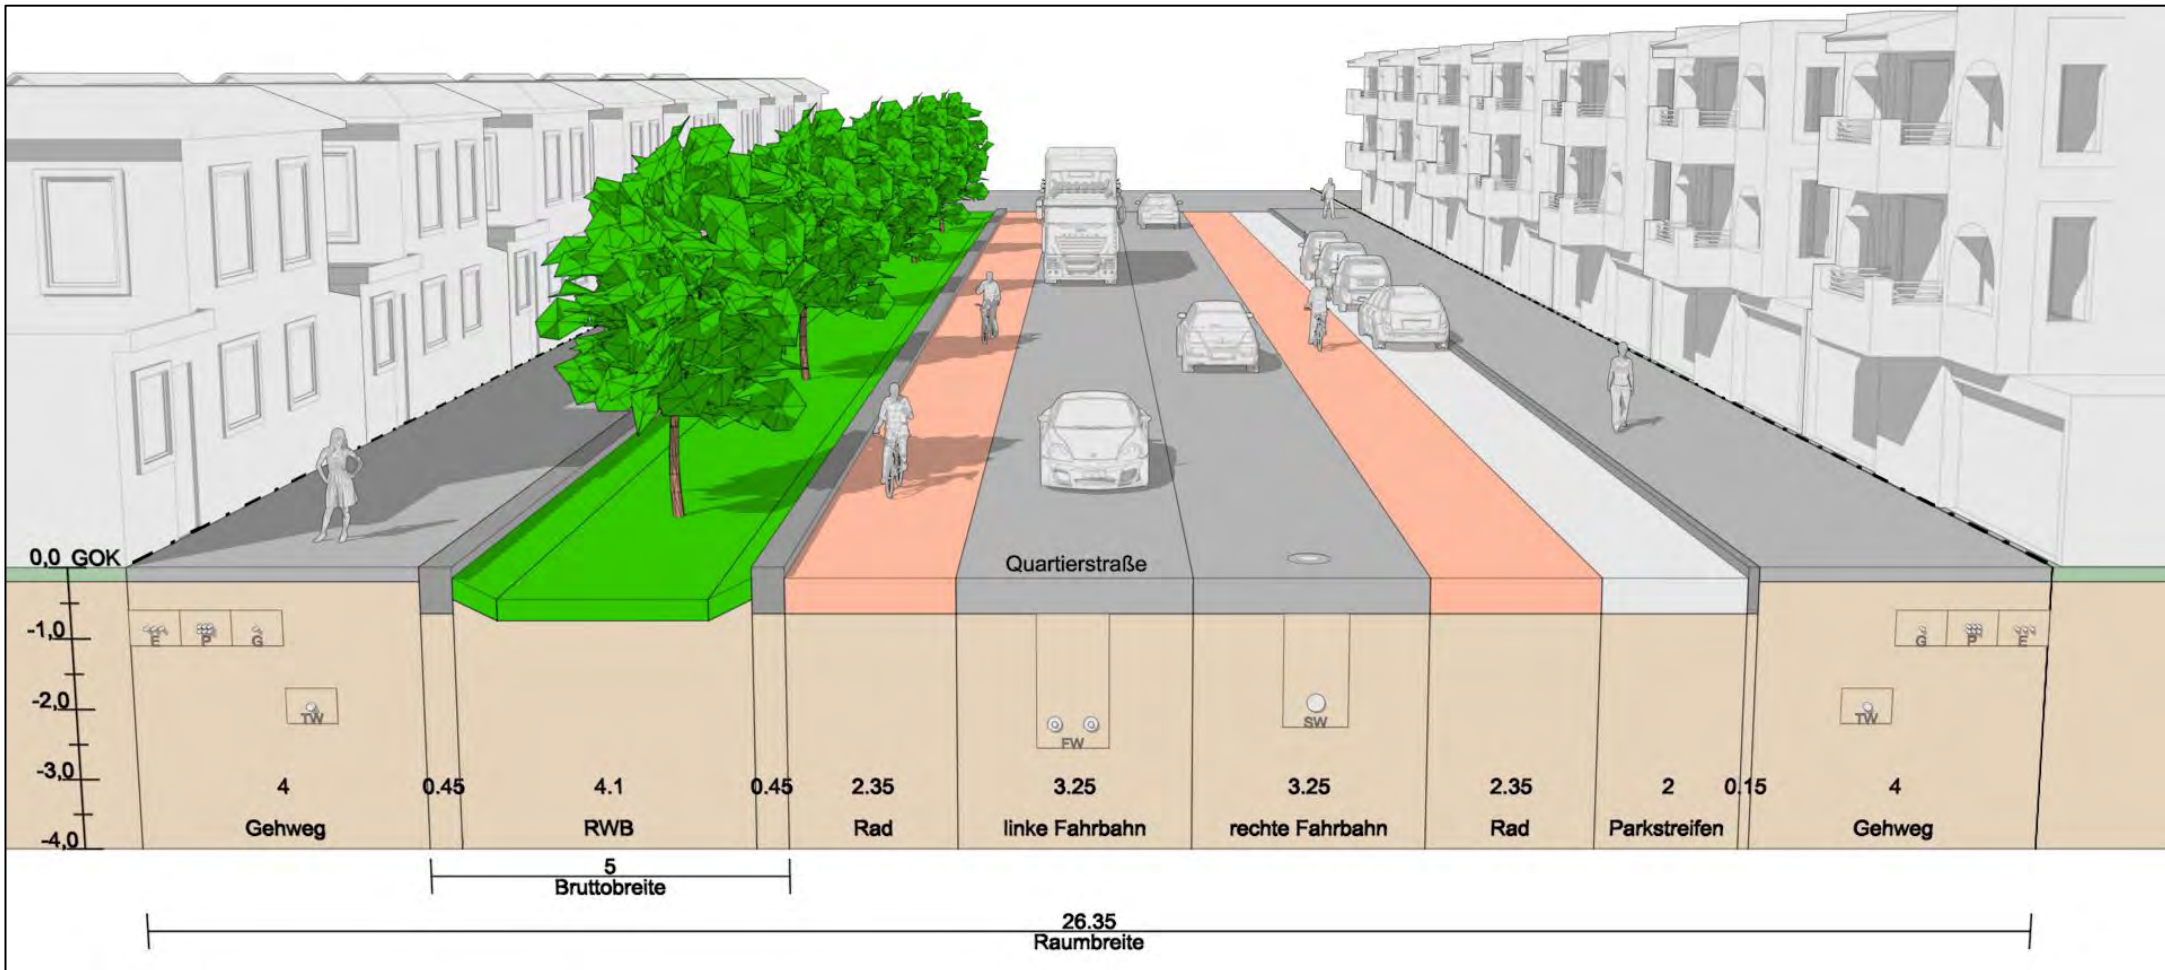 Quartierstraße
0,0 GOK
-1,0
-2,0
-3,0
-4,0
E P G
TW
FW
SW
G P E
TW
4 0.45 4.1 0.45 2.35 3.25 3.25 2.35 2 0.15 4
Gehweg RWB Rad linke Fahrbahn rechte Fahrbahn Rad Parkstreifen Gehweg
5
Bruttobreite
26.35
Raumbreite